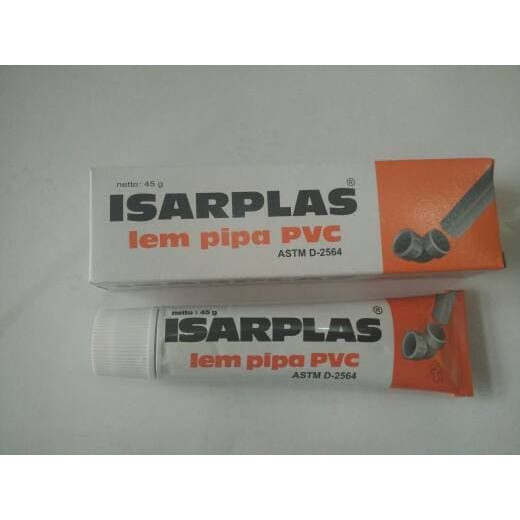 netto: 45 g
ISARPLAS®
lem pipa PVC
ASTM D-2564
netto : 45 g
ISARPLAS®
lem pipa PVC
ASTM D-2564